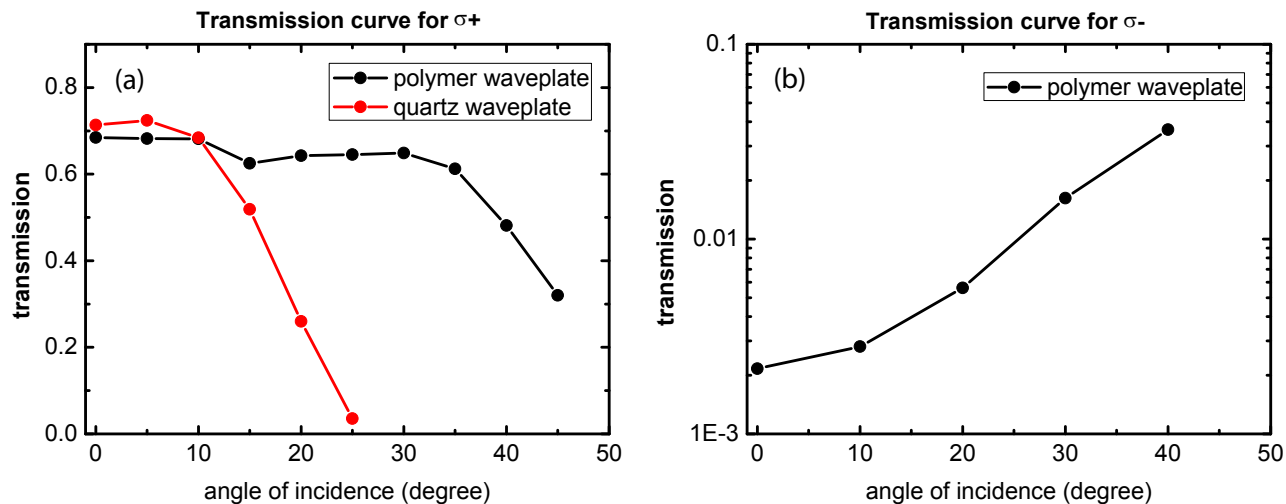 Transmission curve for σ+
(a)
polymer waveplate
quartz waveplate
transmission
0.8
0.6
0.4
0.2
0.0
0 10 20 30 40 50
angle of incidence (degree)
Transmission curve for σ-
(b)
polymer waveplate
transmission
0.1
0.01
1E-3
0 10 20 30 40 50
angle of incidence (degree)